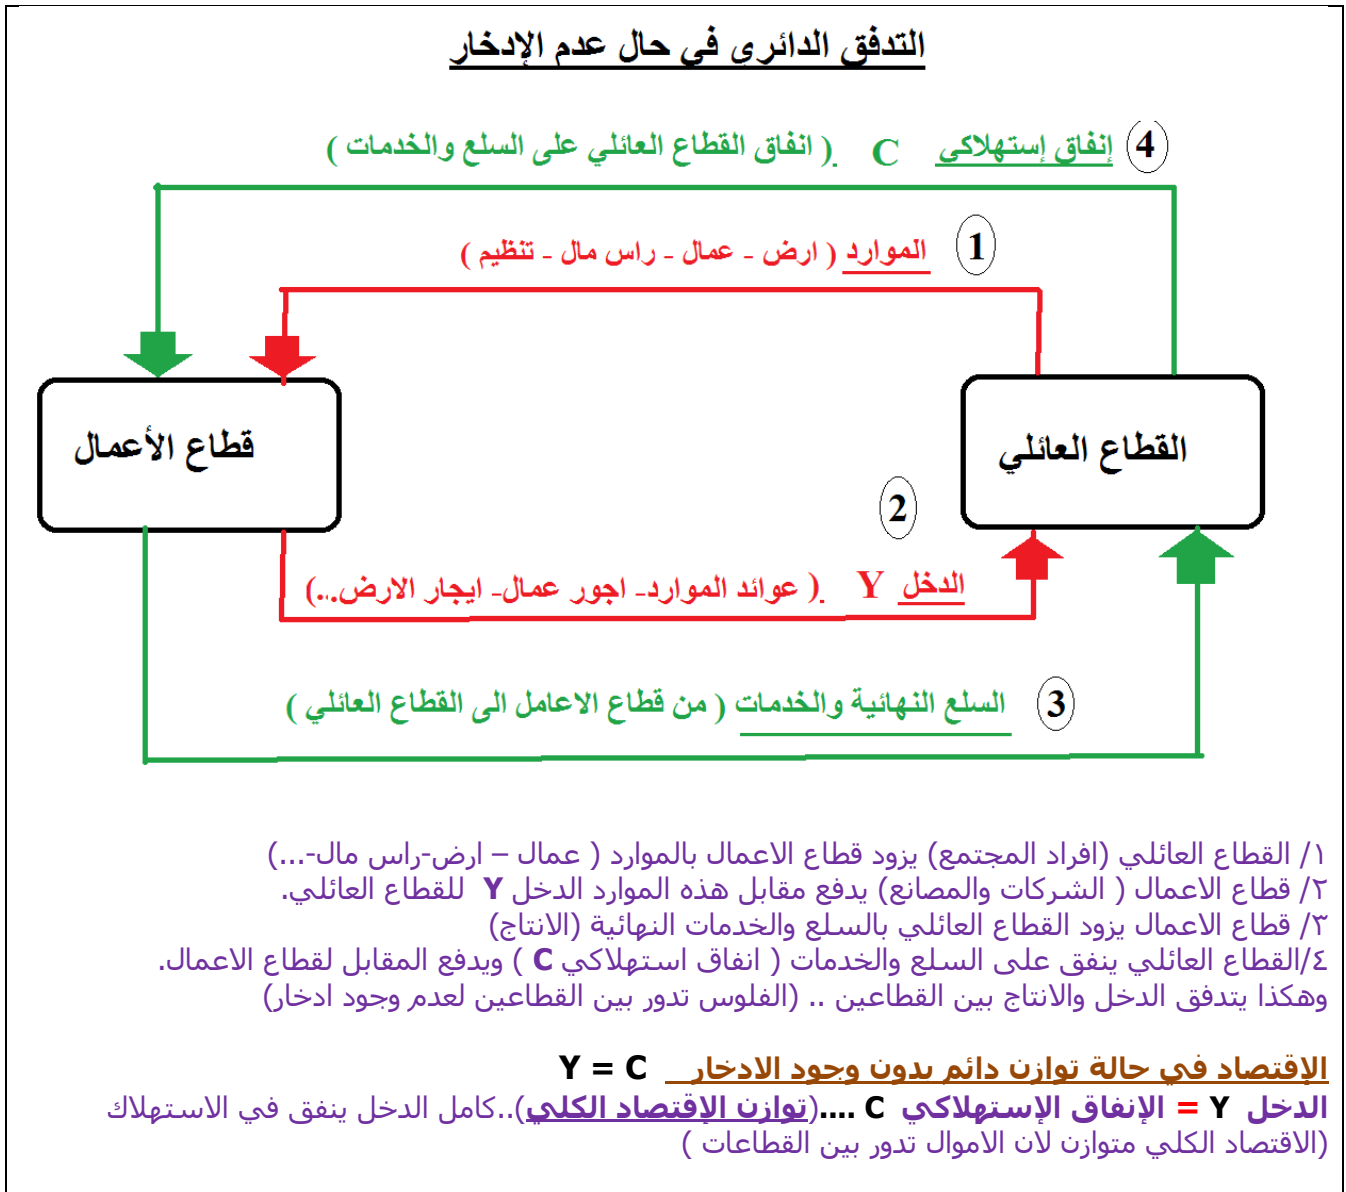 التدفق الدائري في حال عدم الإدخار
4 إنفاق إستهلاكي C ( انفاق القطاع العائلي على السلع والخدمات )
1 الموارد ( ارض - عمال - راس مال - تنظيم )
القطاع العائلي
قطاع الأعمال
2
الدخل Y ( عوائد الموارد- اجور عمال- ايجار الارض...)
3 السلع النهائية والخدمات ( من قطاع الاعامل الى القطاع العائلي )
١/ القطاع العائلي (افراد المجتمع) يزود قطاع الاعمال بالموارد ( عمال – ارض-راس مال-...)
٢/ قطاع الاعمال ( الشركات والمصانع) يدفع مقابل هذه الموارد الدخل Y للقطاع العائلي.
٣/ قطاع الاعمال يزود القطاع العائلي بالسلع والخدمات النهائية (الانتاج)
٤/القطاع العائلي ينفق على السلع والخدمات ( انفاق استهلاكي C ) ويدفع المقابل لقطاع الاعمال.
وهكذا يتدفق الدخل والانتاج بين القطاعين .. (الفلوس تدور بين القطاعين لعدم وجود ادخار)
الإقتصاد في حالة توازن دائم بدون وجود الادخار Y = C
الدخل Y = الإنفاق الإستهلاكي C ....(توازن الإقتصاد الكلي)..كامل الدخل ينفق في الاستهلاك
(الاقتصاد الكلي متوازن لان الاموال تدور بين القطاعات )